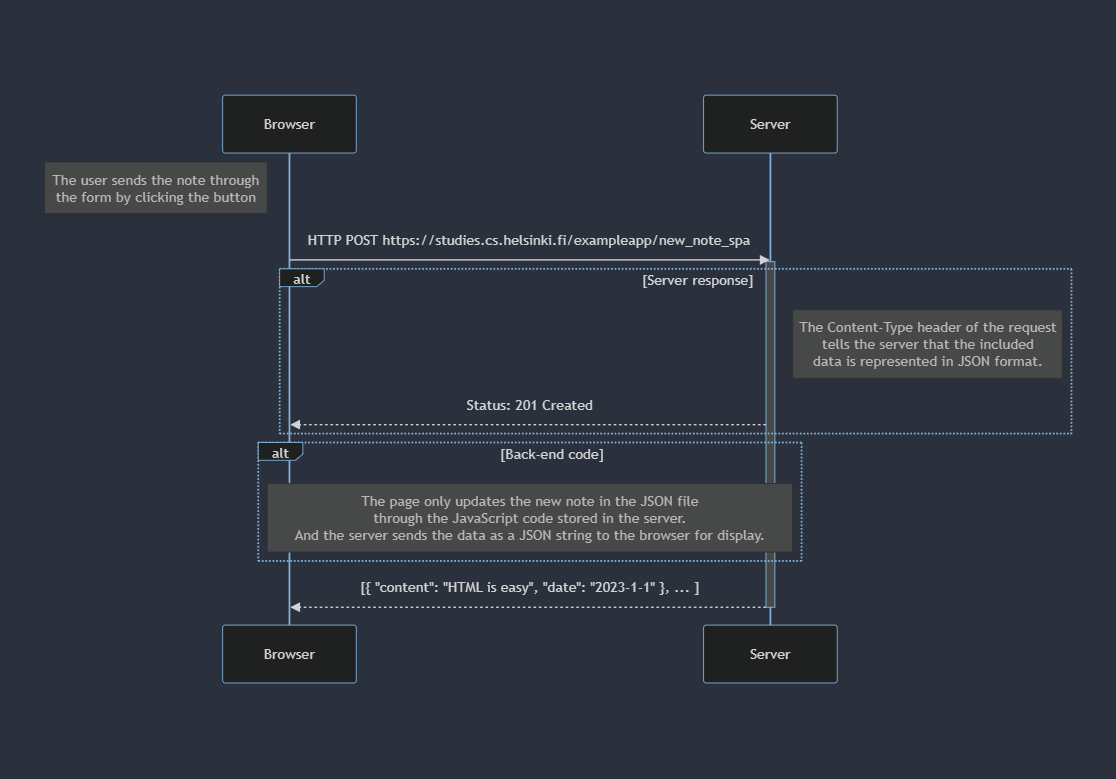 Browser
Server
The user sends the note through
the form by clicking the button
HTTP POST https://studies.cs.helsinki.fi/exampleapp/new_note_spa
alt
[Server response]
The Content-Type header of the request
tells the server that the included
data is represented in JSON format.
Status: 201 Created
alt
[Back-end code]
The page only updates the new note in the JSON file
through the JavaScript code stored in the server.
And the server sends the data as a JSON string to the browser for display.
[{ "content": "HTML is easy", "date": "2023-1-1" }, ... ]
Browser
Server